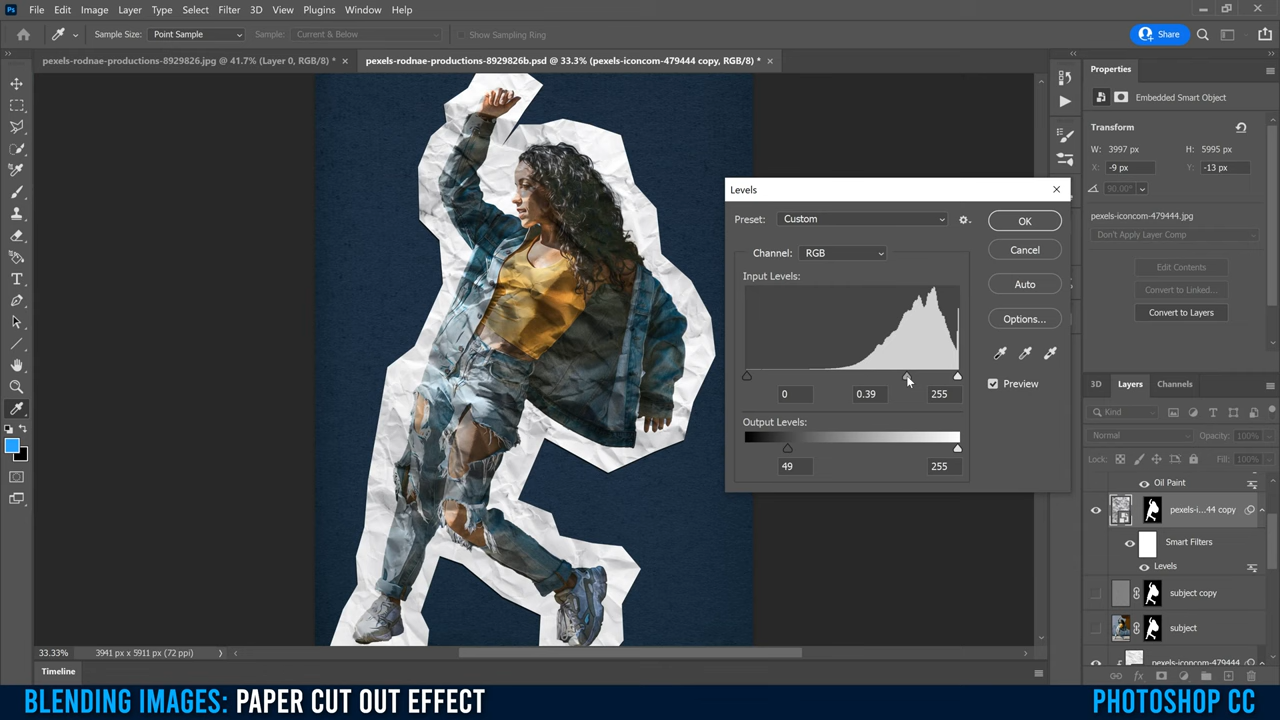 Ps File Edit Image Layer Type Select Filter 3D View Plugins Window Help
Sample Size: Point Sample Sample: Current & Below Show Sampling Ring Share
pexels-rodnae-productions-8929826.jpg @ 41.7% (Layer 0, RGB/8) * × pexels-rodnae-productions-8929826b.psd @ 33.3% (pexels-iconcom-479444 copy, RGB/8) * ×
Properties
Embedded Smart Object
Transform
W: 3997 px H: 5995 px
X: -9 px Y: -13 px
90.00°
pexels-iconcom-479444.jpg
Don't Apply Layer Comp
Edit Contents
Convert to Linked...
Convert to Layers
Levels
Preset: Custom
OK
Channel: RGB
Cancel
Input Levels:
Auto
Options...
Preview
0 0.39 255
Output Levels:
49 255
3D Layers Channels
Kind
Normal Opacity: 100%
Lock: Fill: 100%
Oil Paint
pexels-i...44 copy
Smart Filters
Levels
subject copy
subject
pexels-iconcom-479444
33.33% 3941 px x 5911 px (72 ppi)
Timeline
BLENDING IMAGES: PAPER CUT OUT EFFECT PHOTOSHOP CC